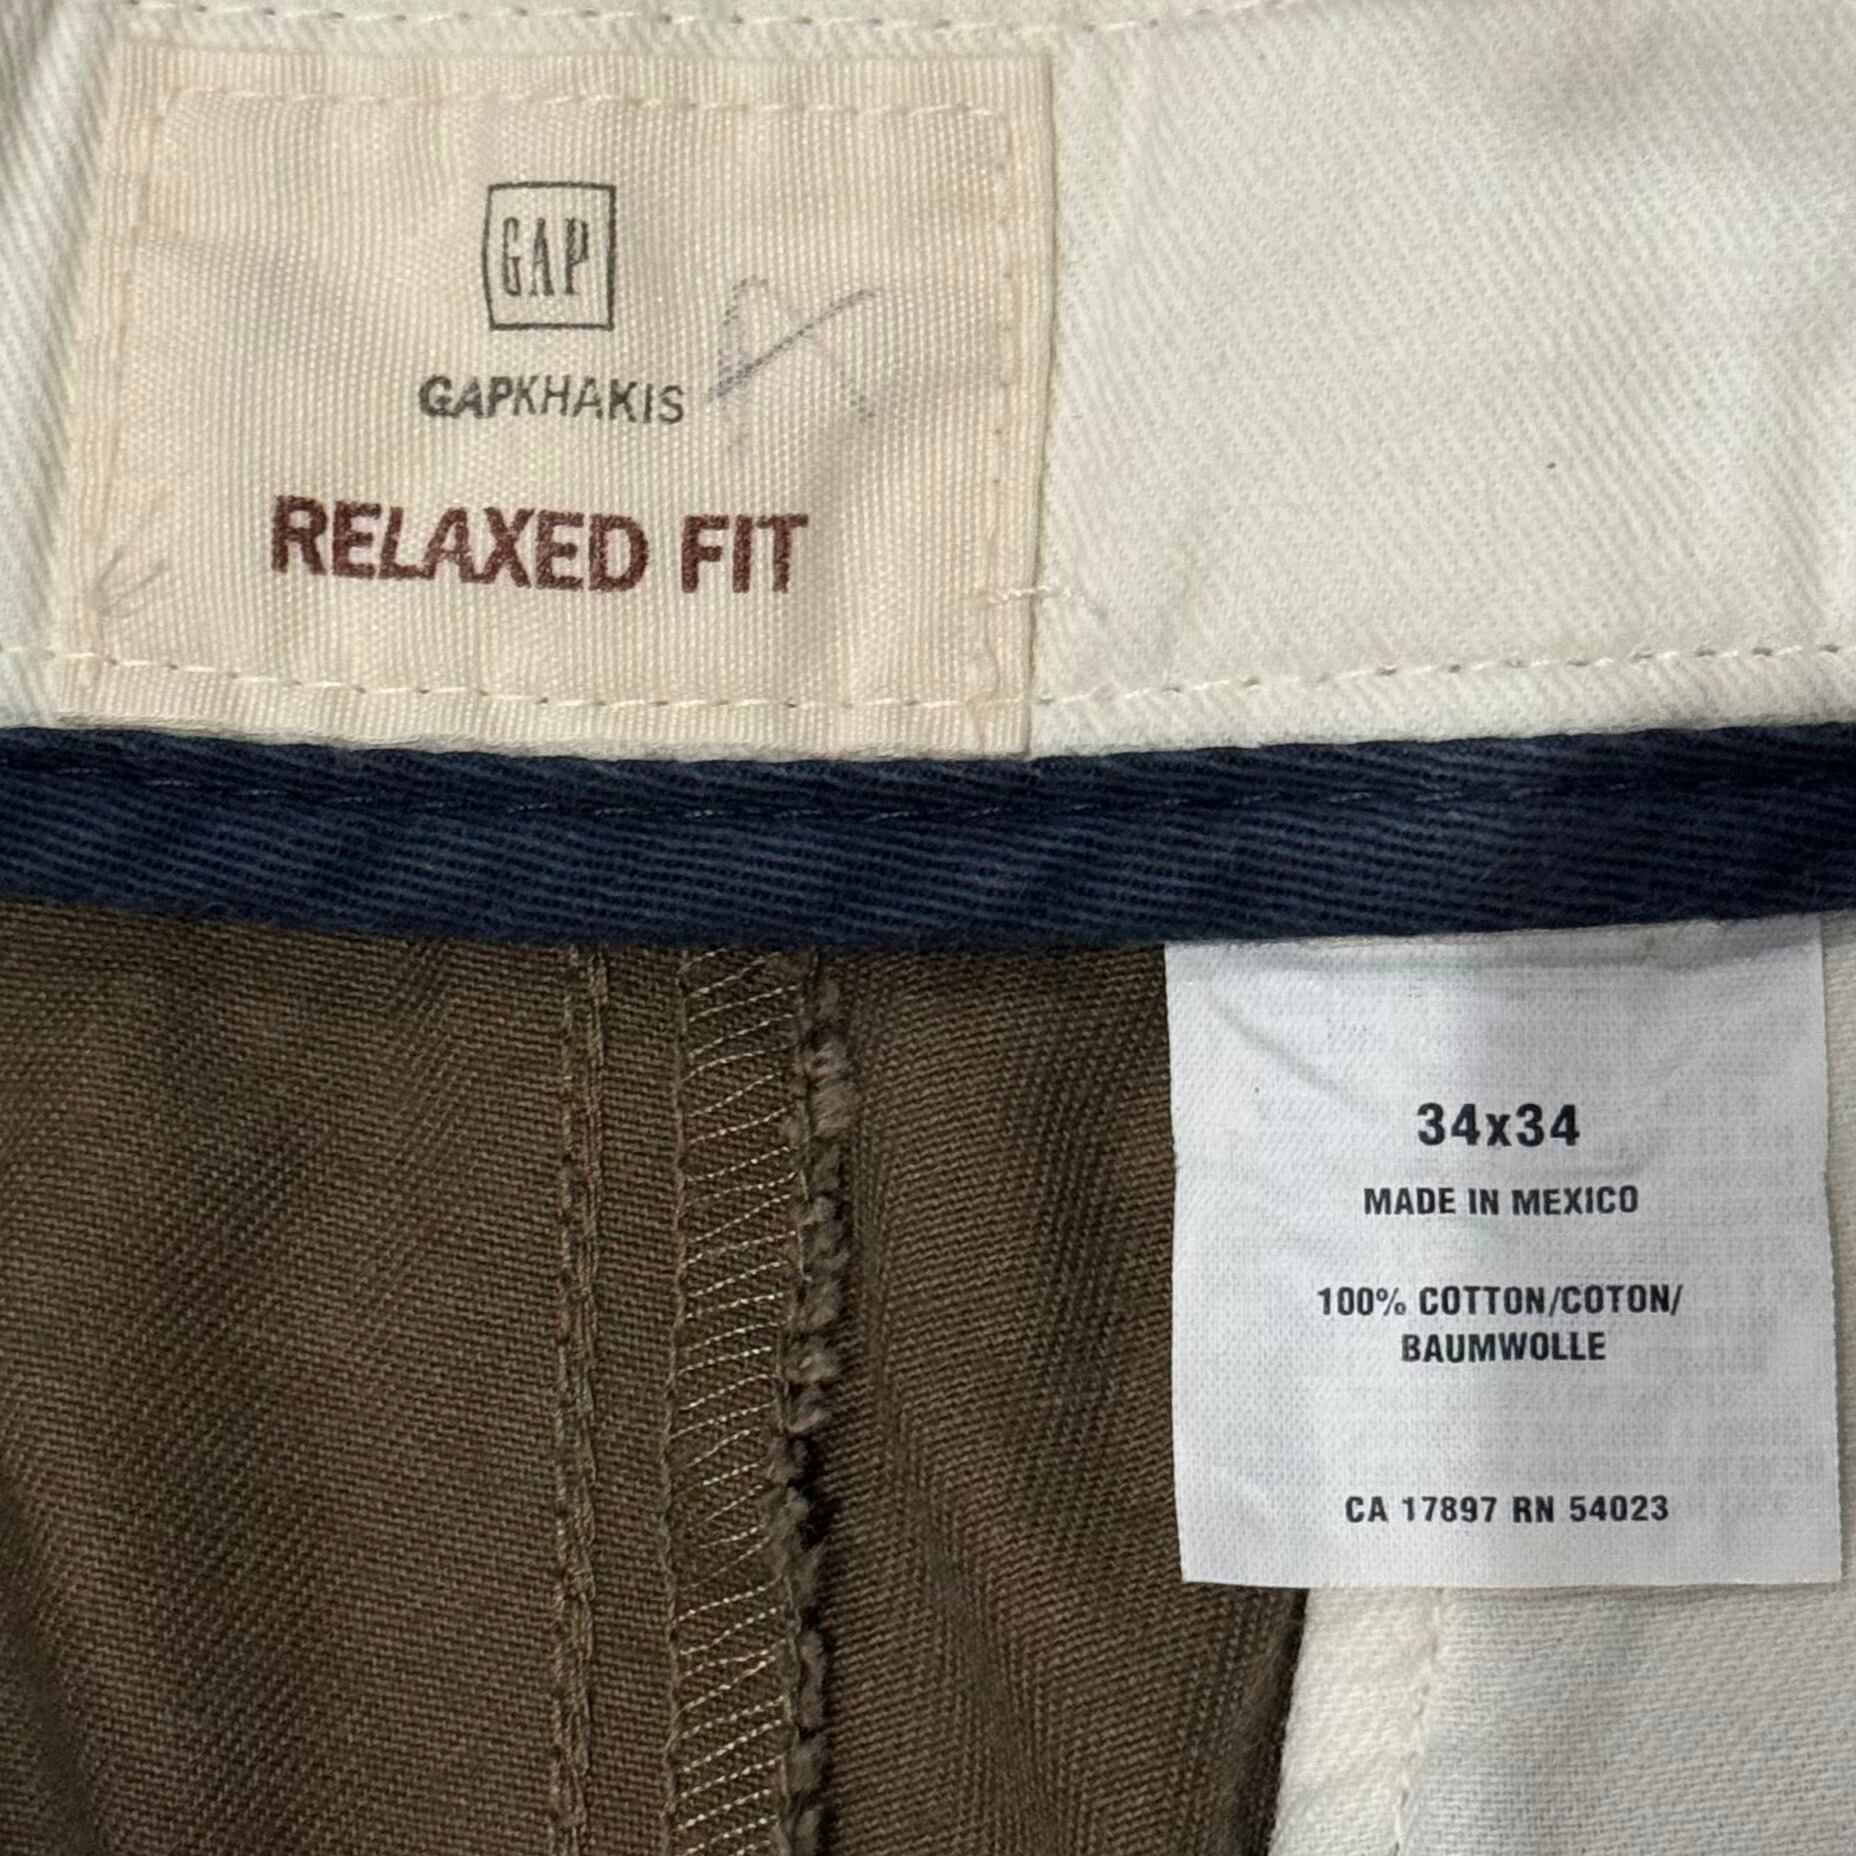 GAP
GAPKHAKIS
RELAXED FIT
34x34
MADE IN MEXICO
100% COTTON/COTON/
BAUMWOLLE
CA 17897 RN 54023